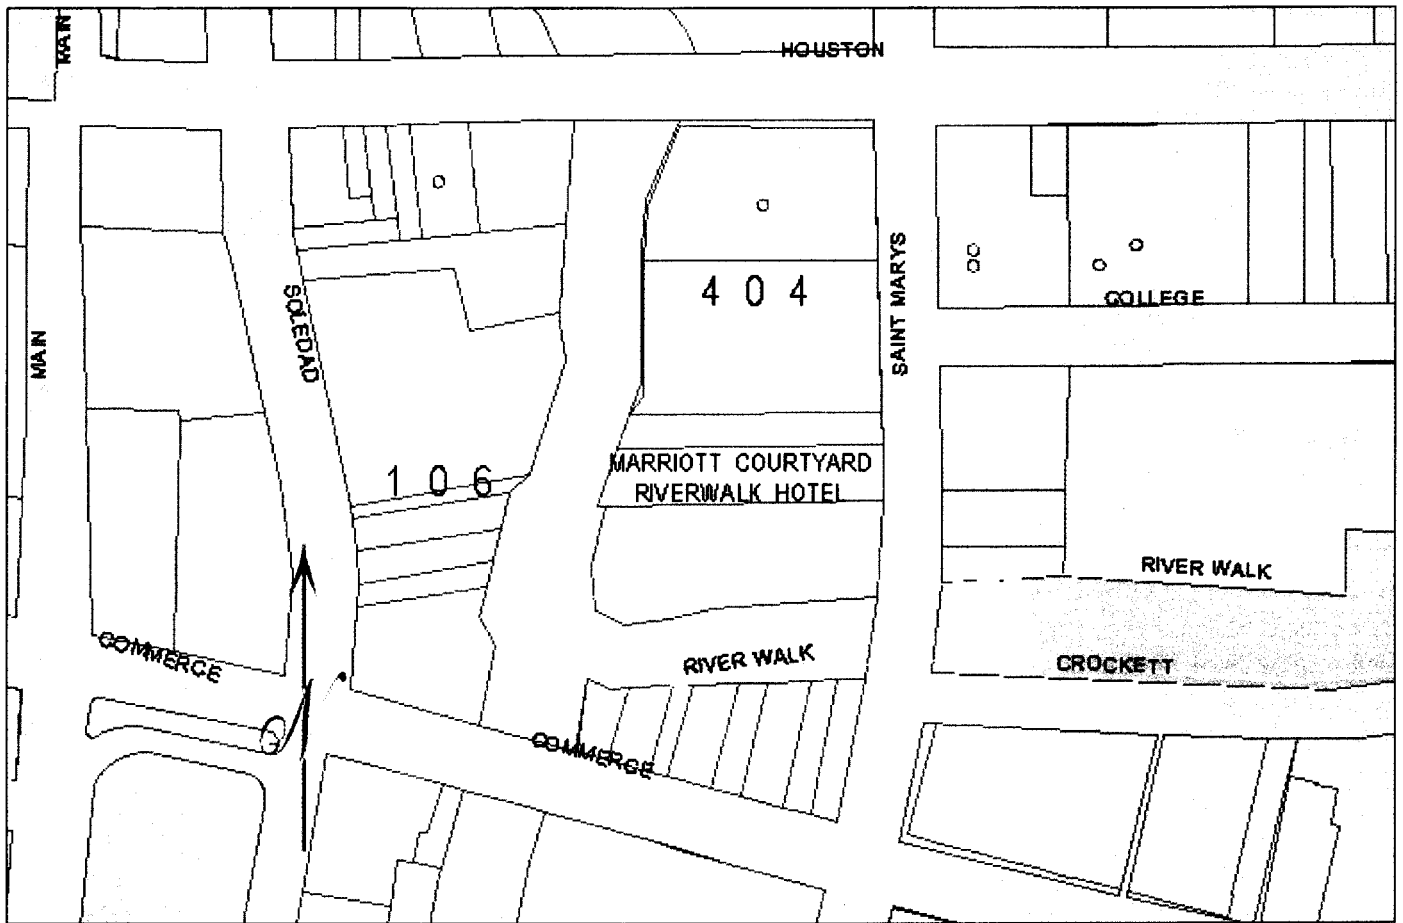 MAIN
HOUSTON
SAINT MARYS
SOLEDAD
404
COLLEGE
MAIN
106
MARRIOTT COURTYARD
RIVERWALK HOTEL
RIVER WALK
COMMERCE
RIVER WALK
CROCKETT
COMMERCE